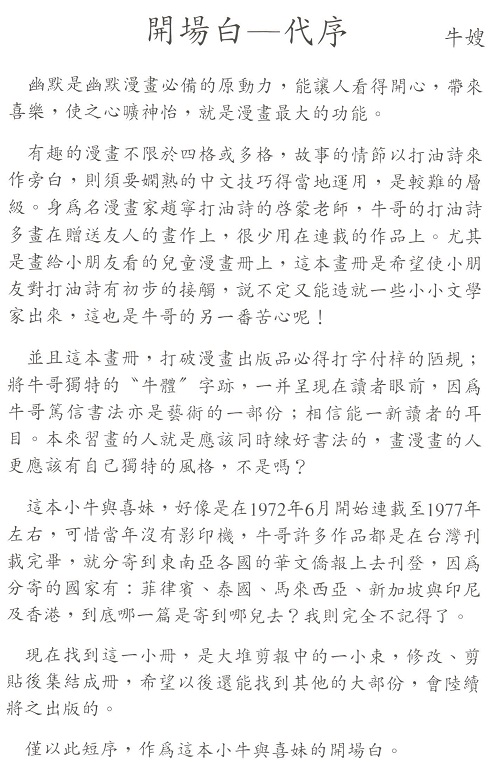 開場白—代序
牛嫂
幽默是幽默漫畫必備的原動力，能讓人看得開心，帶來
喜樂，使之心曠神怡，就是漫畫最大的功能。
有趣的漫畫不限於四格或多格，故事的情節以打油詩來
作旁白，則須要嫻熟的中文技巧得當地運用，是較難的層
級。身爲名漫畫家趙寧打油詩的啓蒙老師，牛哥的打油詩
多畫在贈送友人的畫作上，很少用在連載的作品上。尤其
是畫給小朋友看的兒童漫畫冊上，這本畫冊是希望使小朋
友對打油詩有初步的接觸，説不定又能造就一些小小文學
家出來，這也是牛哥的另一番苦心呢！
並且這本畫冊，打破漫畫出版品必得打字付梓的陋規；
將牛哥獨特的〝牛體〞字跡，一并呈現在讀者眼前，因爲
牛哥篤信書法亦是藝術的一部份；相信能一新讀者的耳
目。本來習畫的人就是應該同時練好書法的，畫漫畫的人
更應該有自己獨特的風格，不是嗎？
這本小牛與喜妹，好像是在1972年6月開始連載至1977年
左右，可惜當年沒有影印機，牛哥許多作品都是在台灣刊
載完畢，就分寄到東南亞各國的華文僑報上去刊登，因爲
分寄的國家有：菲律賓、泰國、馬來西亞、新加坡與印尼
及香港，到底哪一篇是寄到哪兒去？我則完全不記得了。
現在找到這一小冊，是大堆剪報中的一小束，修改、剪
貼後集結成冊，希望以後還能找到其他的大部份，會陸續
將之出版的。
僅以此短序，作爲這本小牛與喜妹的開場白。